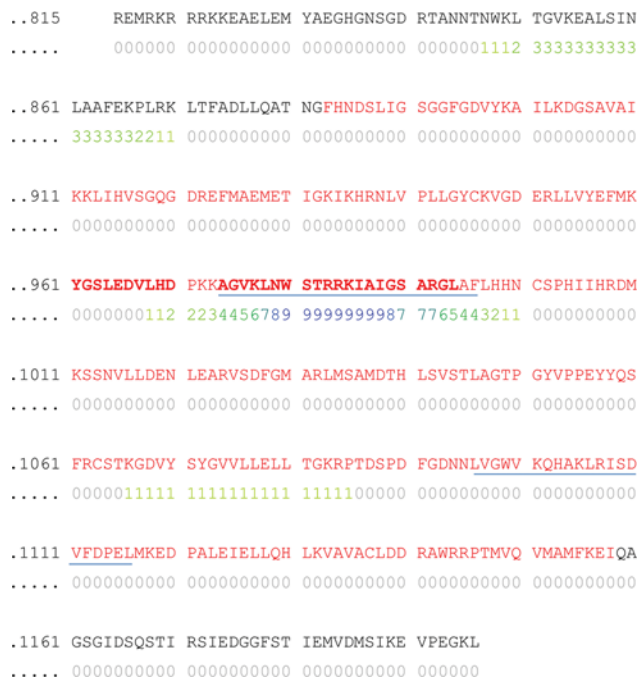 ..815 REMRKR RRKKEAELEM YAEGHGNSGD RTANNTNWKL TGVKEALSIN
..... 000000 0000000000 0000000000 0000001112 3333333333
..861 LAAFEKPLRK LTFADLLQAT NGFHNDSLIG SGGFGDVYKA ILKDGSAVAI
..... 3333332211 0000000000 0000000000 0000000000 0000000000
..911 KKLIHVSGQG DREFMAEMET IGKIKHRNLV PLLGYCKVGD ERLLVYEFMK
..... 0000000000 0000000000 0000000000 0000000000 0000000000
..961 YGSLEDVLHD PKKAGVKLNW STRRKIAIGS ARGLAFLHHN CSPHIIHRDM
..... 0000000112 2234456789 9999999987 7765443211 0000000000
.1011 KSSNVLLDEN LEARVSDFGM ARLMSAMDTH LSVSTLAGTP GYVPPEYYQS
..... 0000000000 0000000000 0000000000 0000000000 0000000000
.1061 FRCSTKGDVY SYGVVLLELL TGKRPTDSPD FGDNNLVGWV KQHAKLRISD
..... 0000011111 1111111111 1111100000 0000000000 0000000000
.1111 VFDPELMKED PALEIELLQH LKVAVACLDD RAWRRPTMVQ VMAMFKEIQA
..... 0000000000 0000000000 0000000000 0000000000 0000000000
.1161 GSGIDSQSTI RSIEDGGFST IEMVDMSIKE VPEGKL
..... 0000000000 0000000000 0000000000 000000